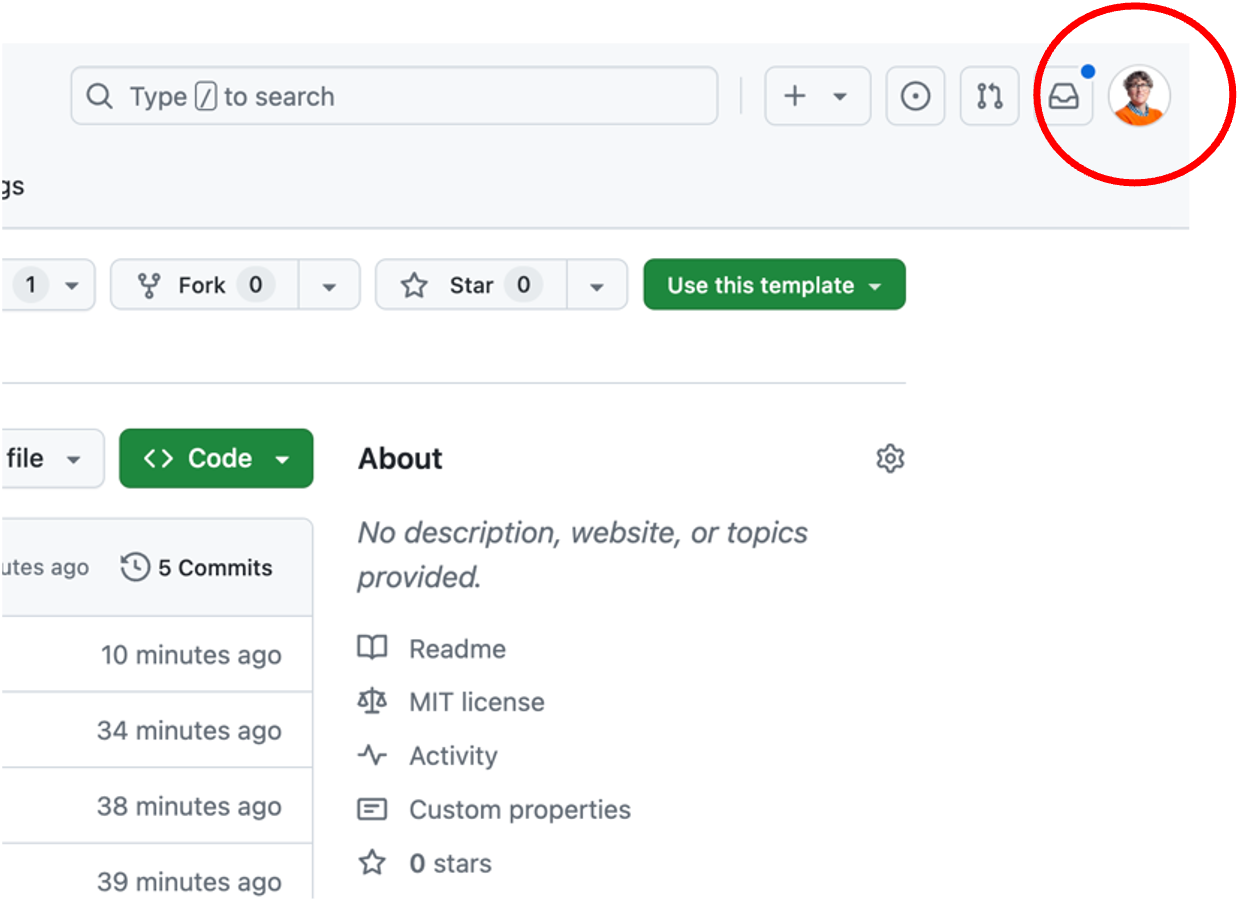 Type / to search
gs
1
Fork 0
Star 0
Use this template
file
Code
About
No description, website, or topics
provided.
utes ago
5 Commits
10 minutes ago
34 minutes ago
38 minutes ago
39 minutes ago
Readme
MIT license
Activity
Custom properties
0 stars